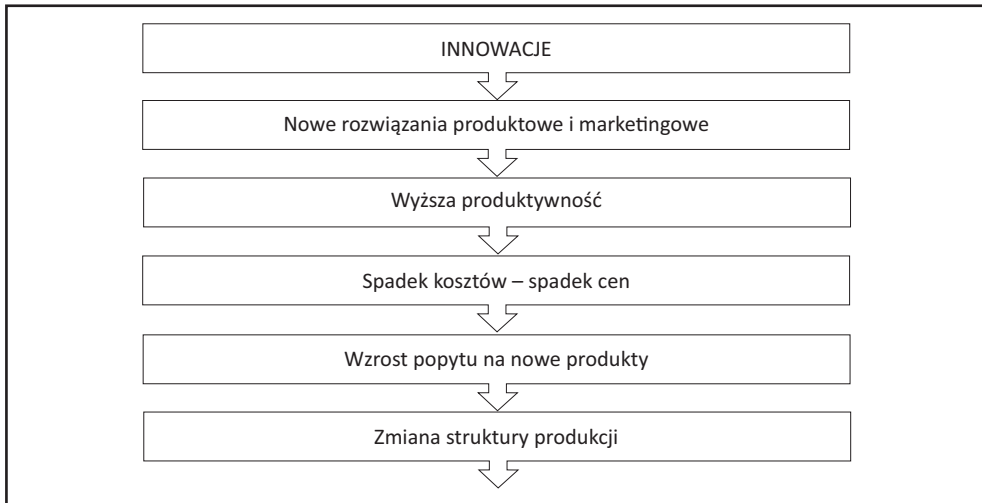 INNOWACJE
Nowe rozwiązania produktowe i marketingowe
Wyższa produktywność
Spadek kosztów – spadek cen
Wzrost popytu na nowe produkty
Zmiana struktury produkcji